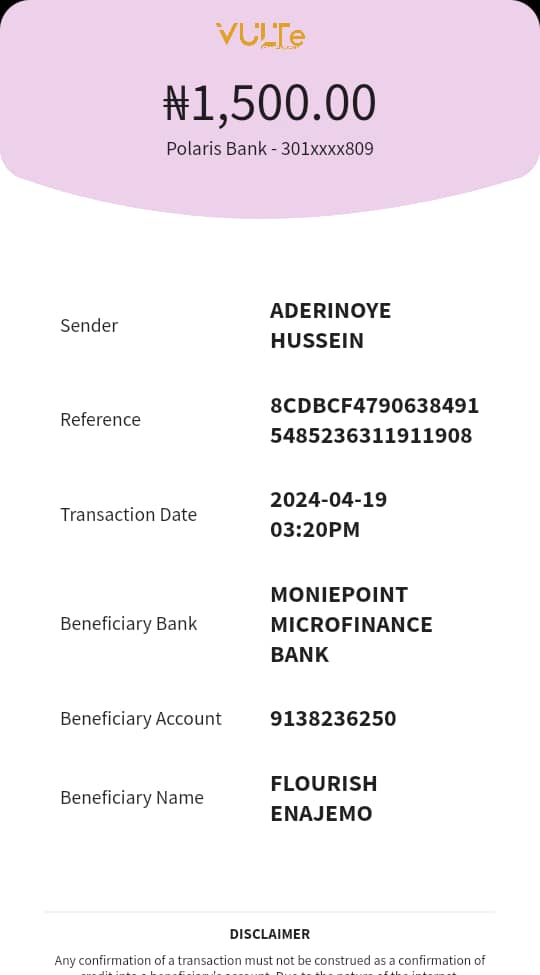 VULTe
₦1,500.00
Polaris Bank - 301xxxx809
Sender
ADERINOYE
HUSSEIN
Reference
8CDBCF4790638491
5485236311911908
Transaction Date
2024-04-19
03:20PM
Beneficiary Bank
MONIEPOINT
MICROFINANCE
BANK
Beneficiary Account
9138236250
Beneficiary Name
FLOURISH
ENAJEMO
DISCLAIMER
Any confirmation of a transaction must not be construed as a confirmation of
credit into a beneficiary's account. Due to the nature of the internet,